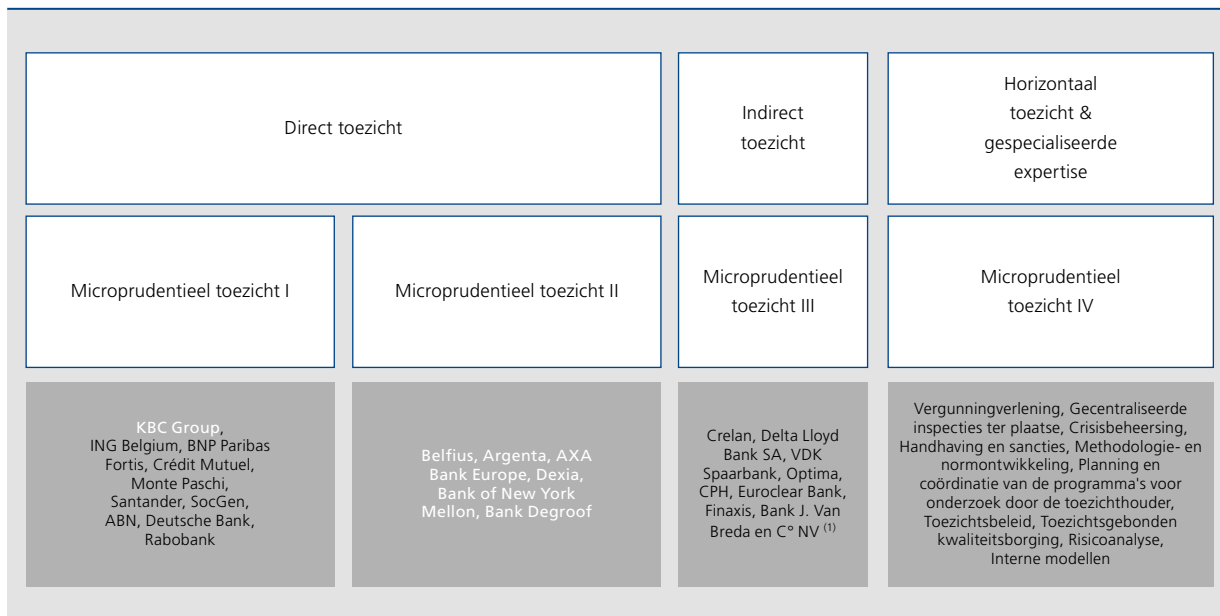 Direct toezicht
Indirect
toezicht
Horizontaal
toezicht &
gespecialiseerde
expertise
Microprudentieel toezicht I
Microprudentieel toezicht II
Microprudentieel
toezicht III
Microprudentieel
toezicht IV
KBC Group,
ING Belgium, BNP Paribas
Fortis, Crédit Mutuel,
Monte Paschi,
Santander, SocGen,
ABN, Deutsche Bank,
Rabobank
Belfius, Argenta, AXA
Bank Europe, Dexia,
Bank of New York
Mellon, Bank Degroof
Crelan, Delta Lloyd
Bank SA, VDK
Spaarbank, Optima,
CPH, Euroclear Bank,
Finaxis, Bank J. Van
Breda en C° NV (1)
Vergunningverlening, Gecentraliseerde
inspecties ter plaatse, Crisisbeheersing,
Handhaving en sancties, Methodologie- en
normontwikkeling, Planning en
coördinatie van de programma's voor
onderzoek door de toezichthouder,
Toezichtsbeleid, Toezichtsgebonden
kwaliteitsborging, Risicoanalyse,
Interne modellen